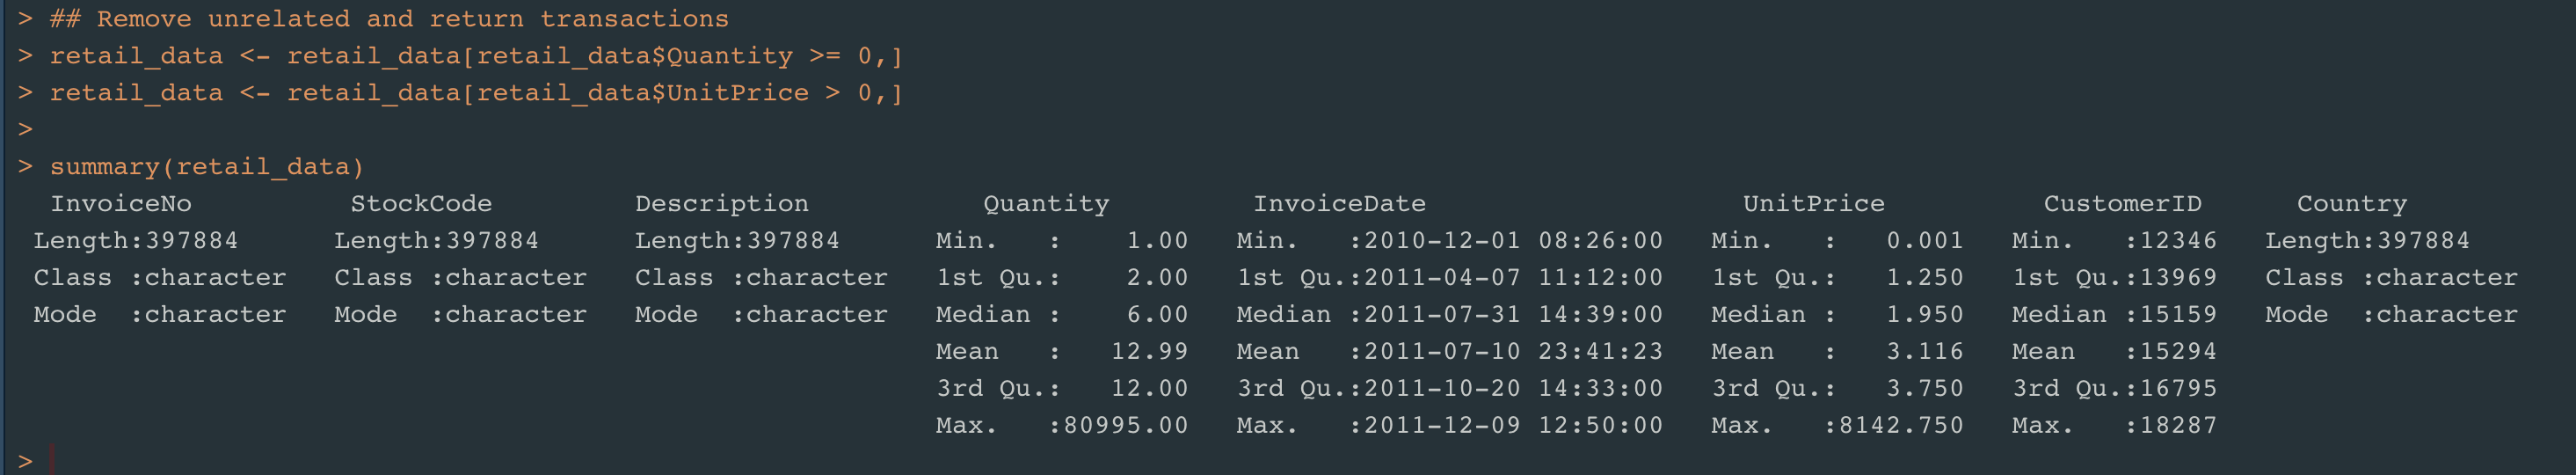 > ## Remove unrelated and return transactions
> retail_data <- retail_data[retail_data$Quantity >= 0,]
> retail_data <- retail_data[retail_data$UnitPrice > 0,]
>
> summary(retail_data)
  InvoiceNo          StockCode         Description           Quantity         InvoiceDate                    UnitPrice          CustomerID      Country
 Length:397884      Length:397884      Length:397884      Min.   :    1.00   Min.   :2010-12-01 08:26:00   Min.   :   0.001   Min.   :12346   Length:397884
 Class :character   Class :character   Class :character   1st Qu.:    2.00   1st Qu.:2011-04-07 11:12:00   1st Qu.:   1.250   1st Qu.:13969   Class :character
 Mode  :character   Mode  :character   Mode  :character   Median :    6.00   Median :2011-07-31 14:39:00   Median :   1.950   Median :15159   Mode  :character
                                                          Mean   :   12.99   Mean   :2011-07-10 23:41:23   Mean   :   3.116   Mean   :15294
                                                          3rd Qu.:   12.00   3rd Qu.:2011-10-20 14:33:00   3rd Qu.:   3.750   3rd Qu.:16795
                                                          Max.   :80995.00   Max.   :2011-12-09 12:50:00   Max.   :8142.750   Max.   :18287
>